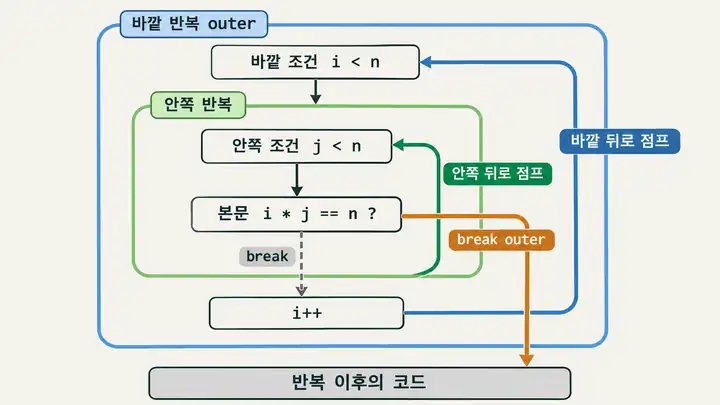 바깥 반복 outer
바깥 조건 i < n
안쪽 반복
바깥 뒤로 점프
안쪽 조건 j < n
안쪽 뒤로 점프
본문 i * j == n ?
break outer
break
i++
반복 이후의 코드